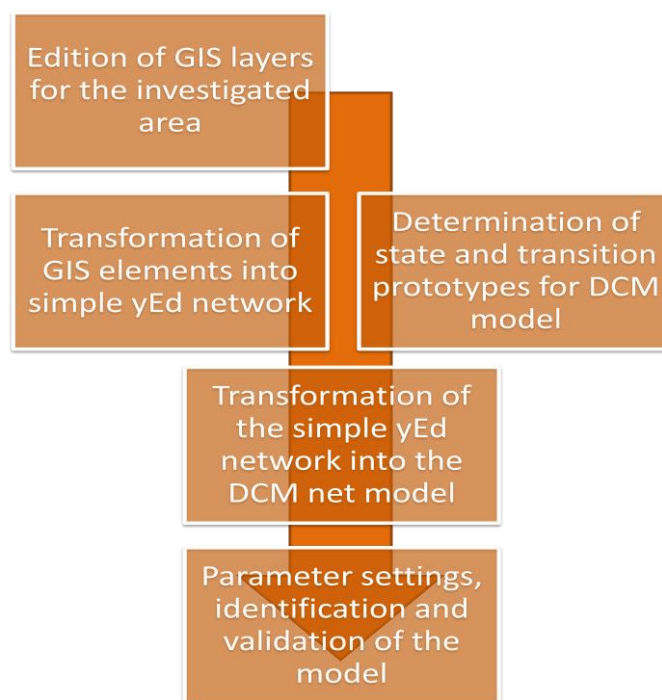 Edition of GIS layers
for the investigated
area
Transformation of
GIS elements into
simple yEd network
Determination of
state and transition
prototypes for DCM
model
Transformation of
the simple yEd
network into the
DCM net model
Parameter settings,
identification and
validation of the
model